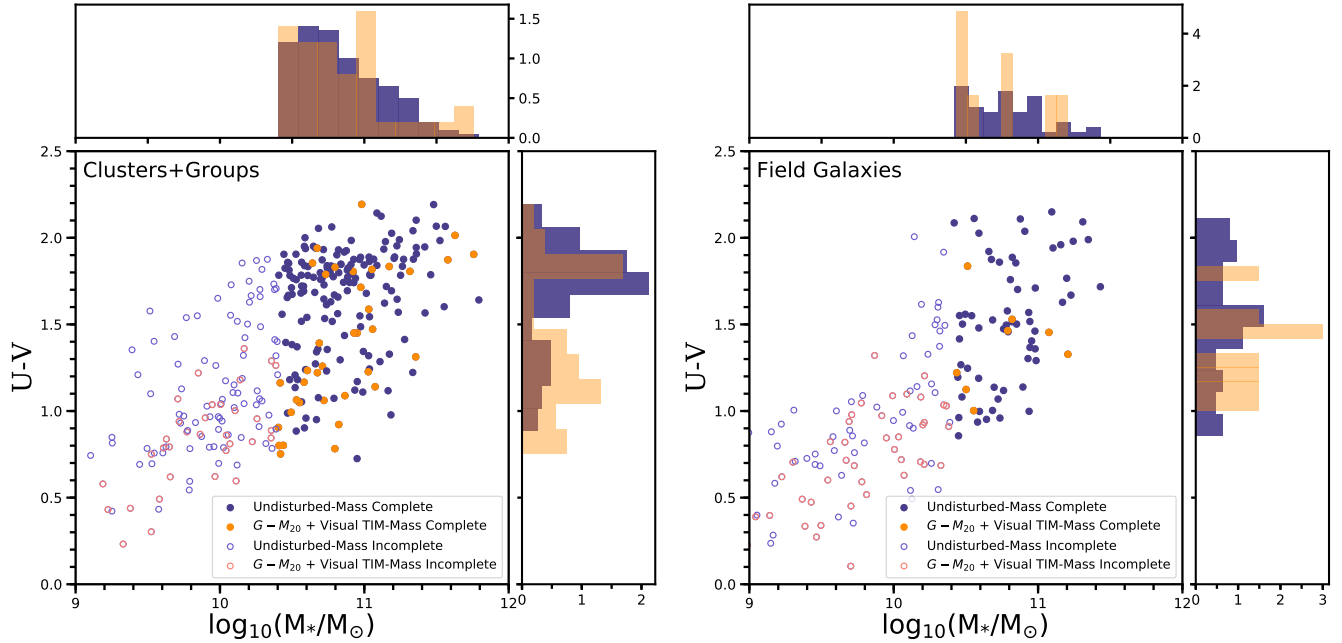 1.5
1.0
0.5
0.0
4
2
0
2.5
Clusters+Groups
2.0
1.5
1.0
0.5
0.0
U-V
Undisturbed-Mass Complete
G − M₂₀ + Visual TIM-Mass Complete
Undisturbed-Mass Incomplete
G − M₂₀ + Visual TIM-Mass Incomplete
9 10 11 12
0 1 2
log₁₀(M*/M⊙)
2.5
Field Galaxies
2.0
1.5
1.0
0.5
0.0
U-V
Undisturbed-Mass Complete
G − M₂₀ + Visual TIM-Mass Complete
Undisturbed-Mass Incomplete
G − M₂₀ + Visual TIM-Mass Incomplete
9 10 11 12
0 1 2 3
log₁₀(M*/M⊙)